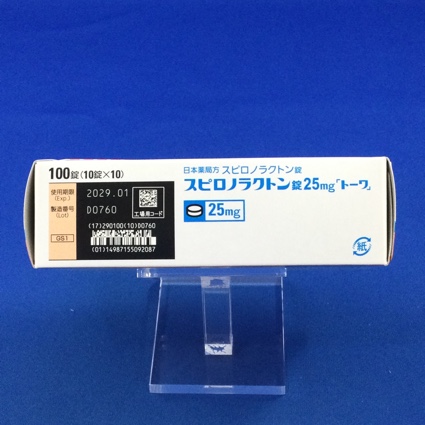 100錠(10錠×10)
使用期限
(Exp.)
2029.01
製造番号
(Lot)
D0760
工場用コード
GS1
(17)290100(10)D0760
(01)14987155092087
日本薬局方 スピロノラクトン錠
スピロノラクトン錠25mg「トーワ」
25mg
紙